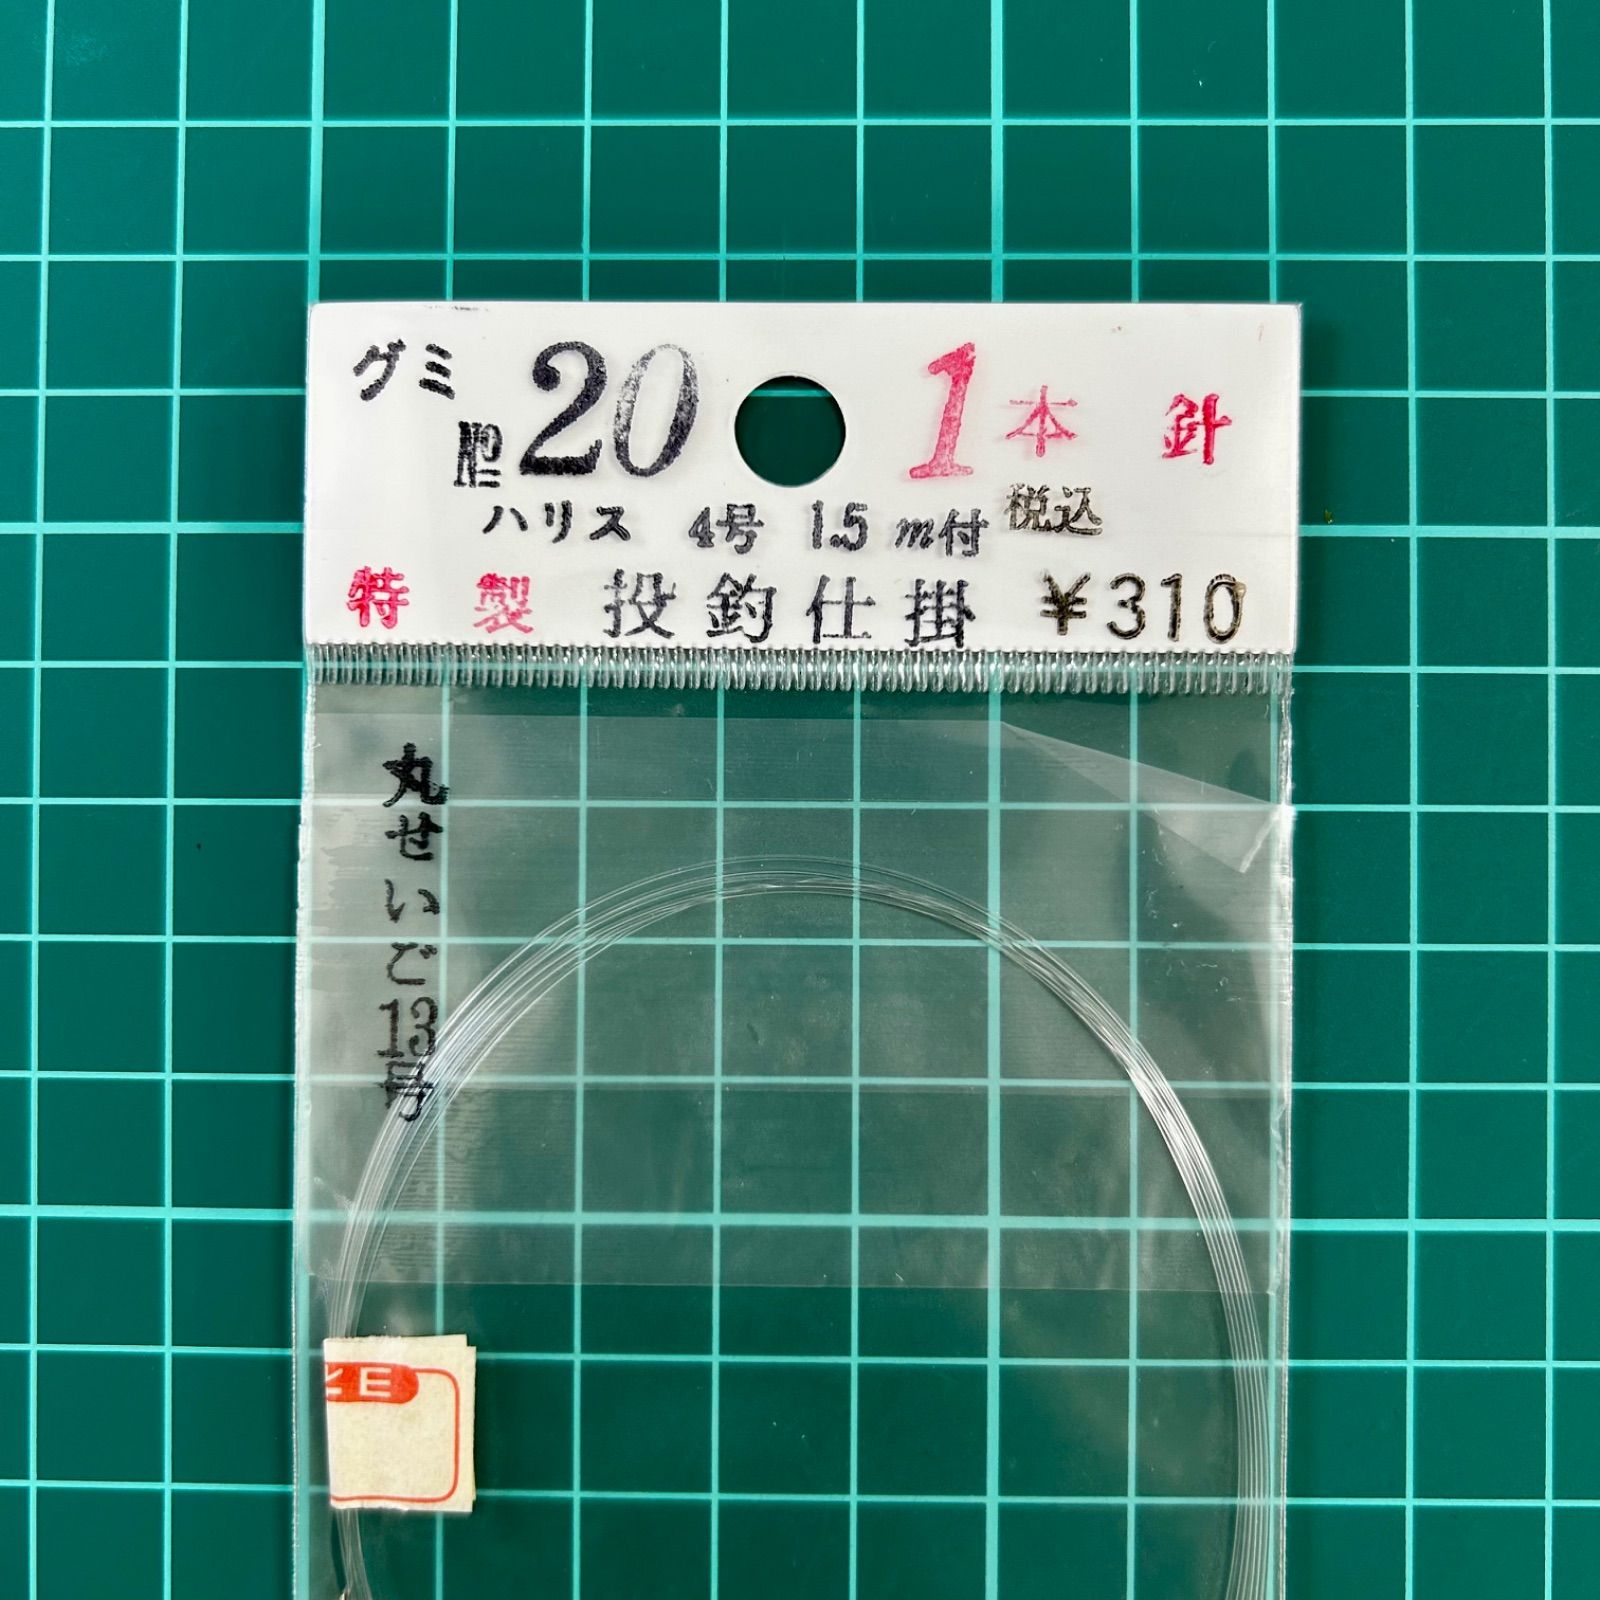 グミ 20 1本 針
ハリス 4号 1.5 m付 税込
特製 投釣仕掛 ¥310
丸せいご13号